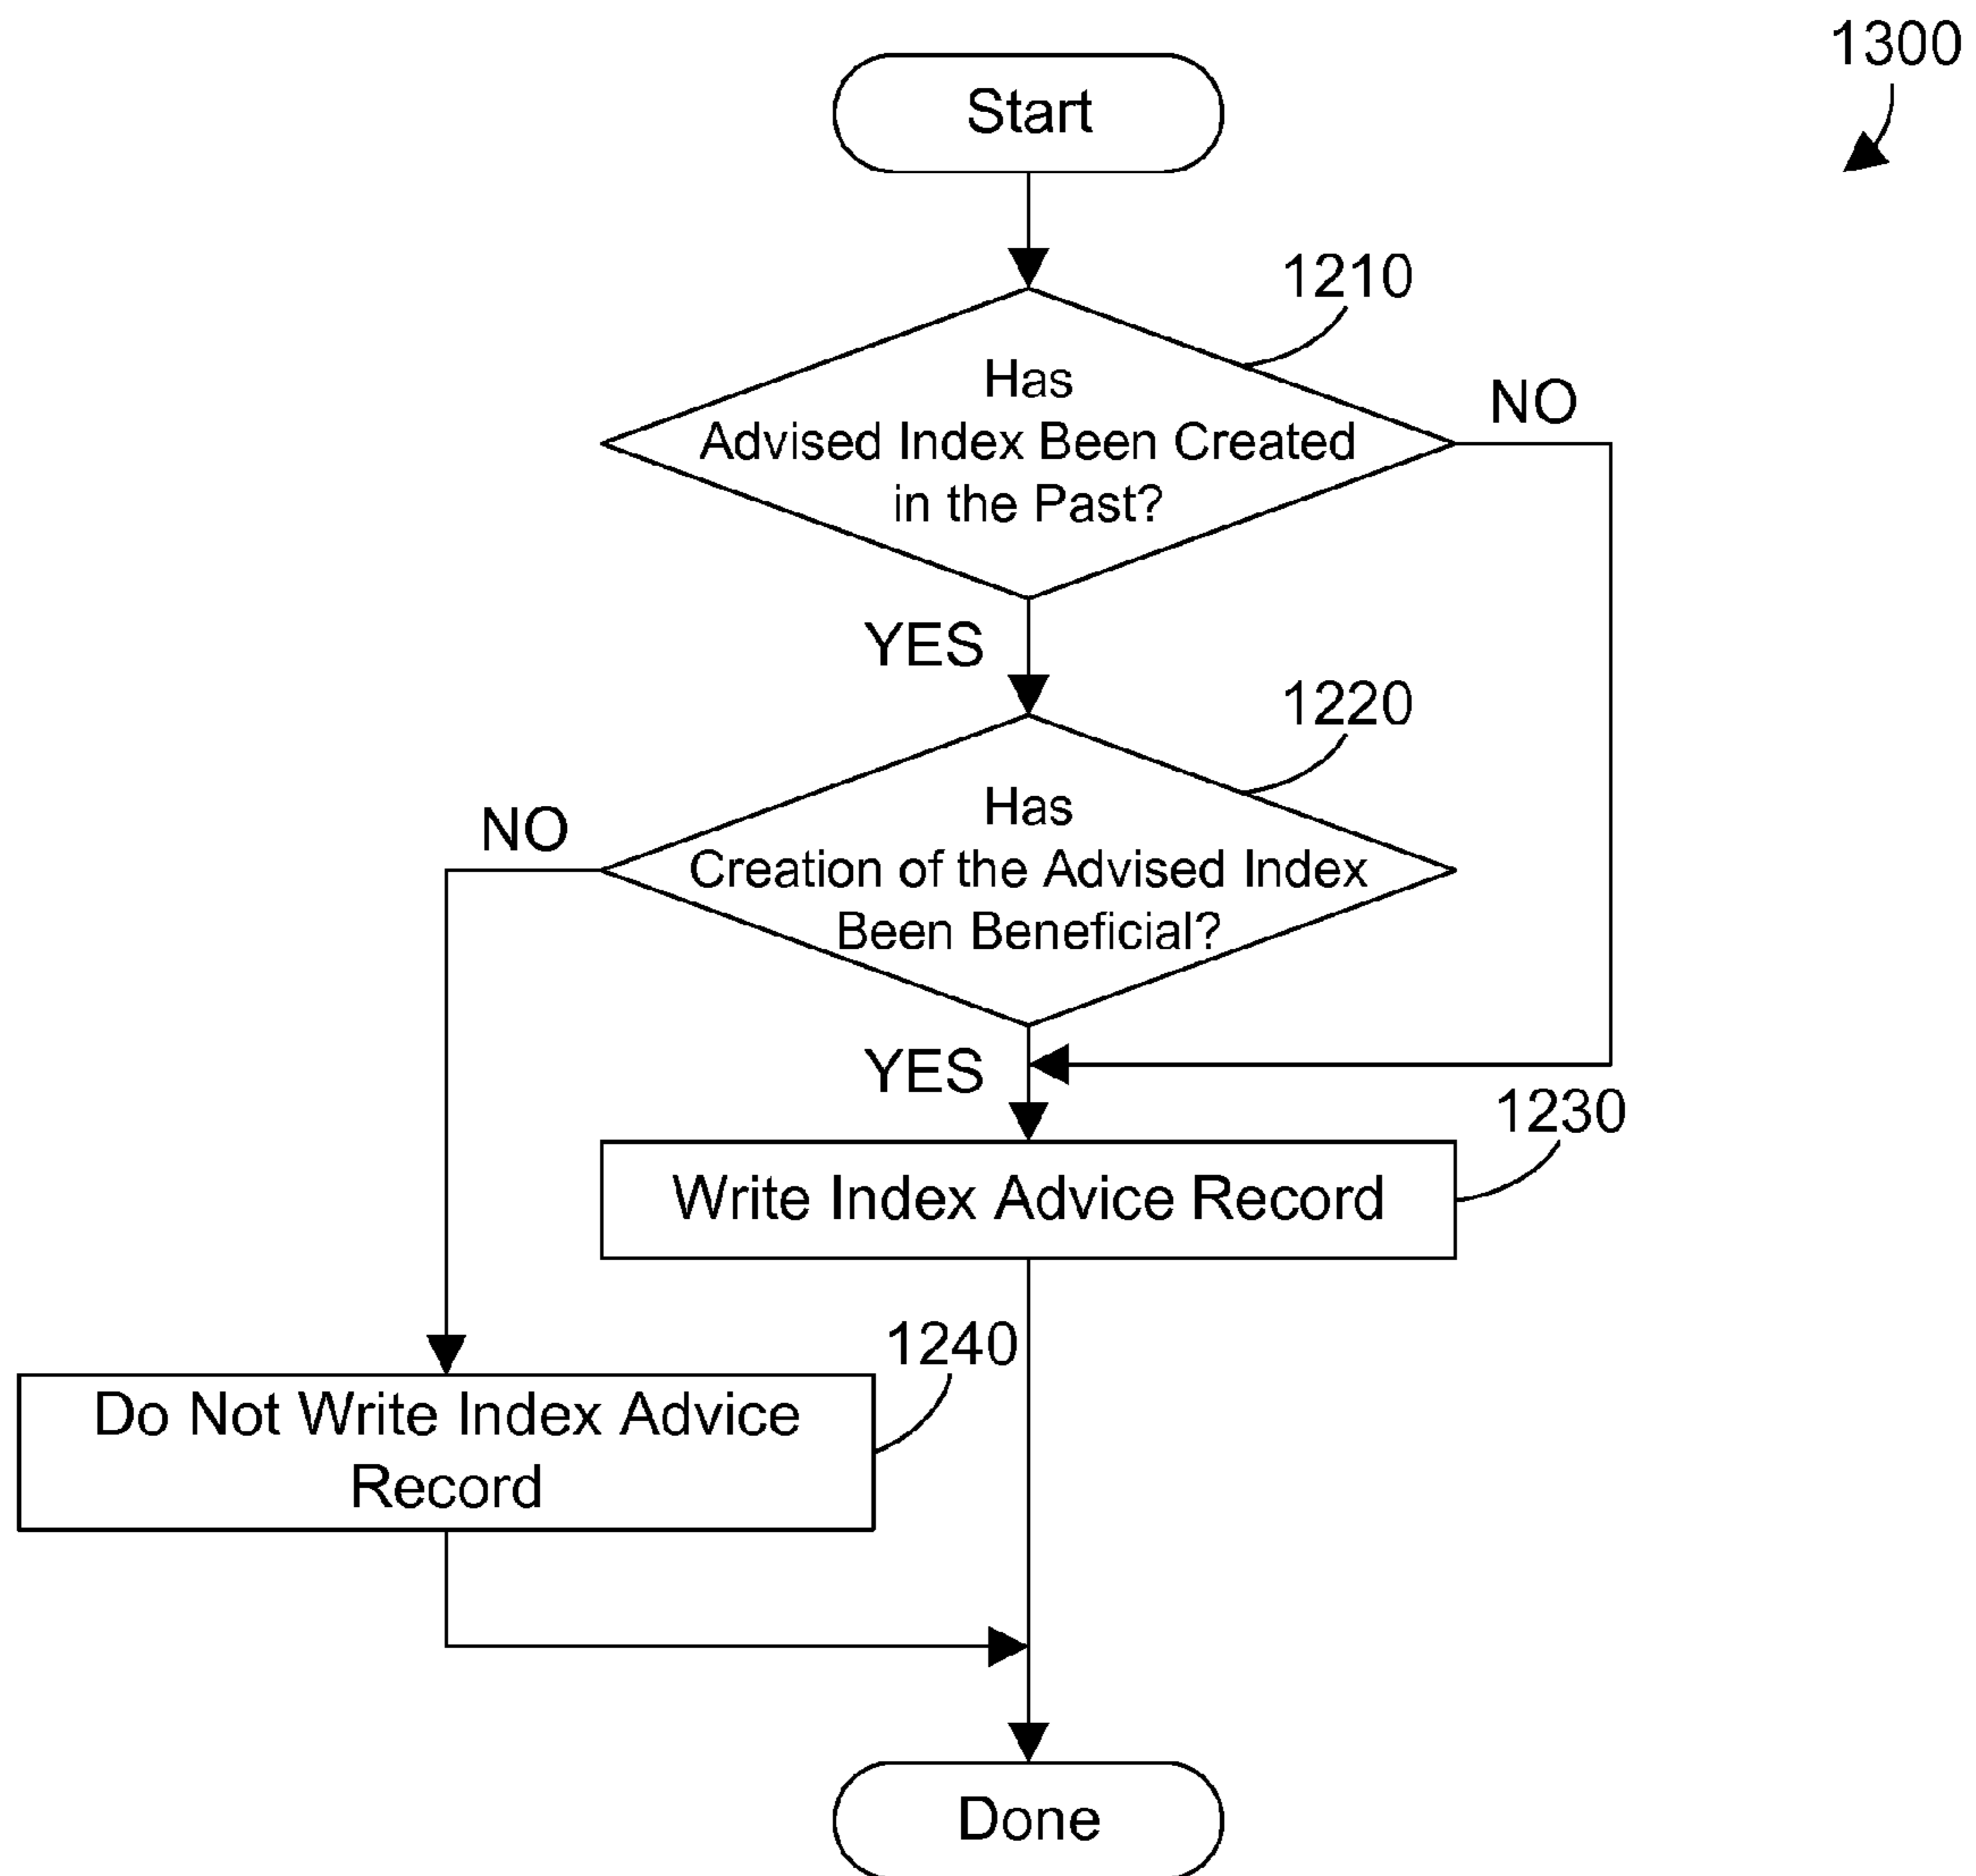 1300
Start
1210
Has
Advised Index Been Created
in the Past?
NO
YES
1220
Has
Creation of the Advised Index
Been Beneficial?
NO
YES
1230
Write Index Advice Record
1240
Do Not Write Index Advice
Record
Done